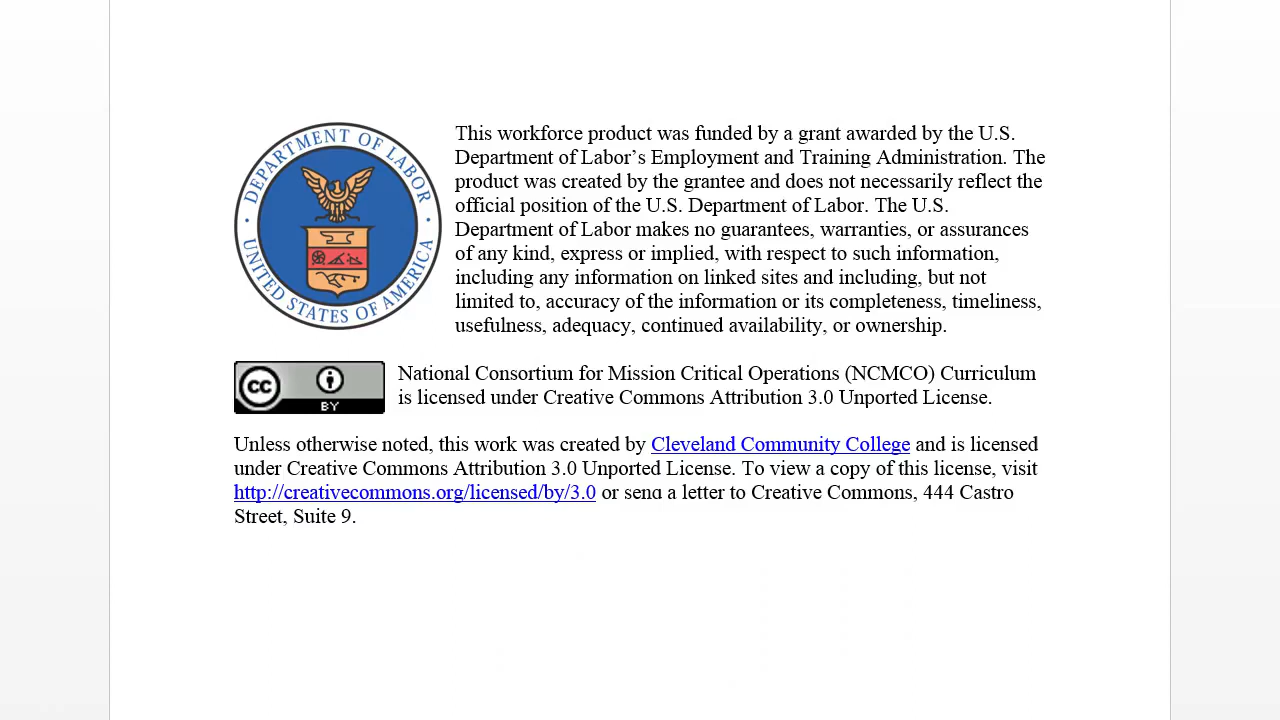 DEPARTMENT OF LABOR
UNITED STATES OF AMERICA
This workforce product was funded by a grant awarded by the U.S.
Department of Labor’s Employment and Training Administration. The
product was created by the grantee and does not necessarily reflect the
official position of the U.S. Department of Labor. The U.S.
Department of Labor makes no guarantees, warranties, or assurances
of any kind, express or implied, with respect to such information,
including any information on linked sites and including, but not
limited to, accuracy of the information or its completeness, timeliness,
usefulness, adequacy, continued availability, or ownership.
cc
BY
National Consortium for Mission Critical Operations (NCMCO) Curriculum
is licensed under Creative Commons Attribution 3.0 Unported License.
Unless otherwise noted, this work was created by Cleveland Community College and is licensed
under Creative Commons Attribution 3.0 Unported License. To view a copy of this license, visit
http://creativecommons.org/licensed/by/3.0 or send a letter to Creative Commons, 444 Castro
Street, Suite 9.